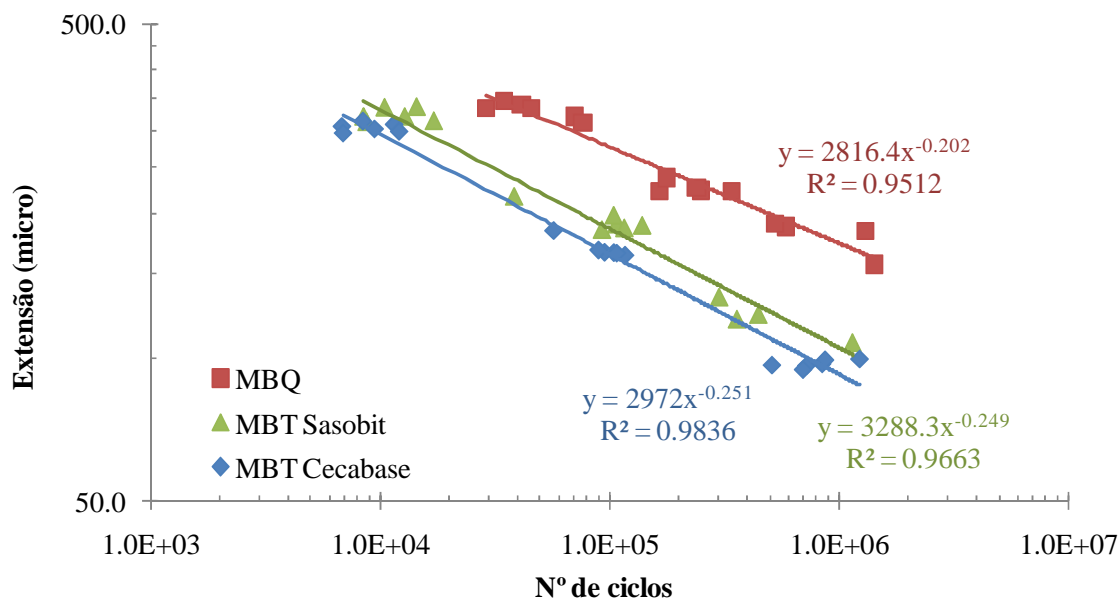 500.0
y = 2816.4x^-0.202
R² = 0.9512
Extensão (micro)
MBQ
MBT Sasobit
MBT Cecabase
y = 2972x^-0.251
R² = 0.9836
y = 3288.3x^-0.249
R² = 0.9663
50.0
1.0E+03 1.0E+04 1.0E+05 1.0E+06 1.0E+07
Nº de ciclos